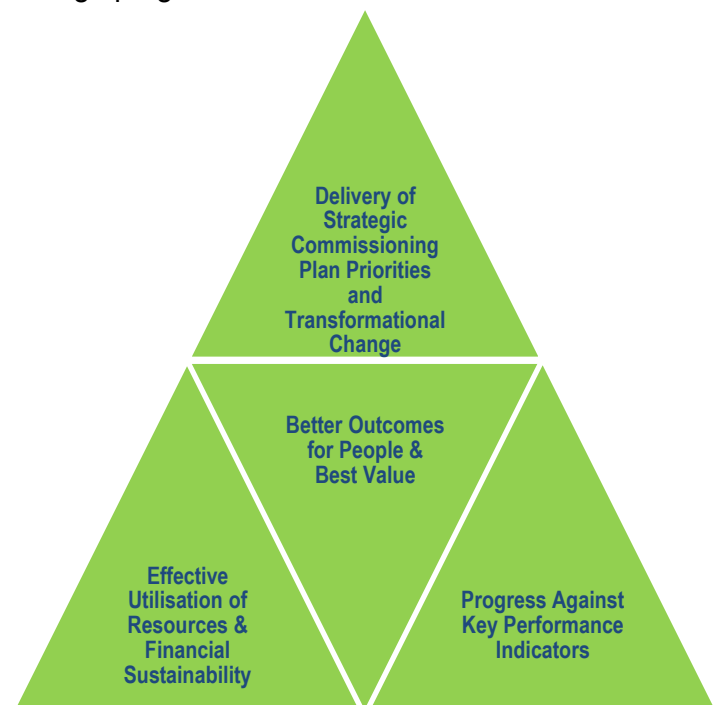 Delivery of
Strategic
Commissioning
Plan Priorities
and
Transformational
Change
Better Outcomes
for People &
Best Value
Effective
Utilisation of
Resources &
Financial
Sustainability
Progress Against
Key Performance
Indicators